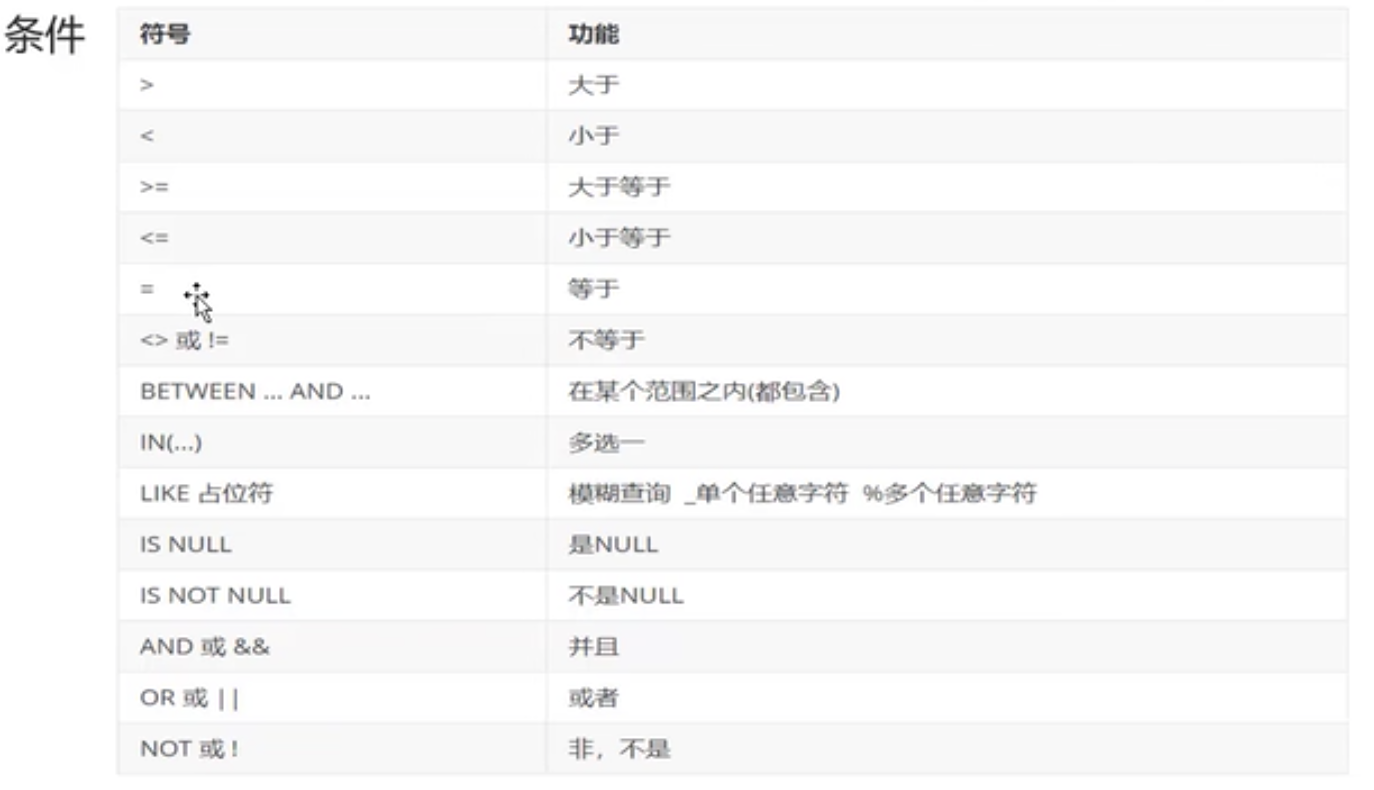 条件
符号 功能
> 大于
< 小于
>= 大于等于
<= 小于等于
= 等于
<> 或 != 不等于
BETWEEN ... AND ... 在某个范围之内(都包含)
IN(...) 多选一
LIKE 占位符 模糊查询 _单个任意字符 %多个任意字符
IS NULL 是NULL
IS NOT NULL 不是NULL
AND 或 && 并且
OR 或 || 或者
NOT 或 ! 非，不是